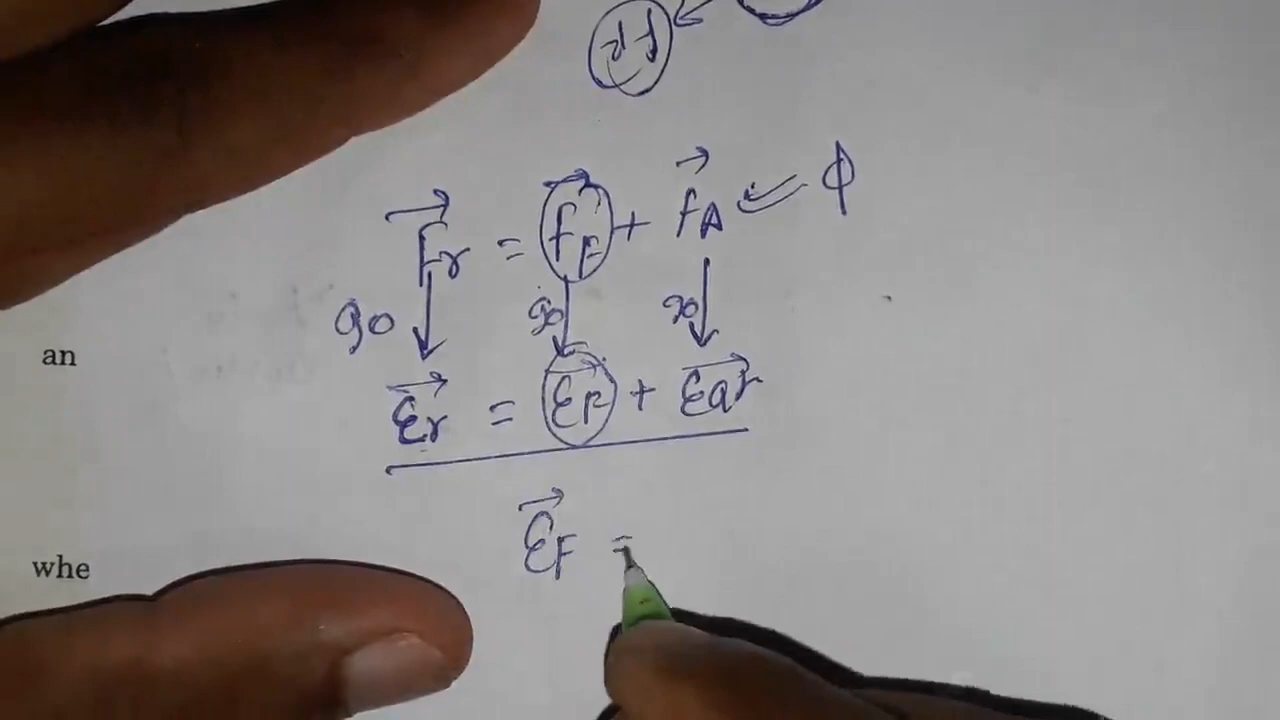 F⃗r = f⃗F + f⃗A ⇐ ϕ
90 90 90
an
E⃗r = E⃗F + E⃗ar
E⃗F =
whe